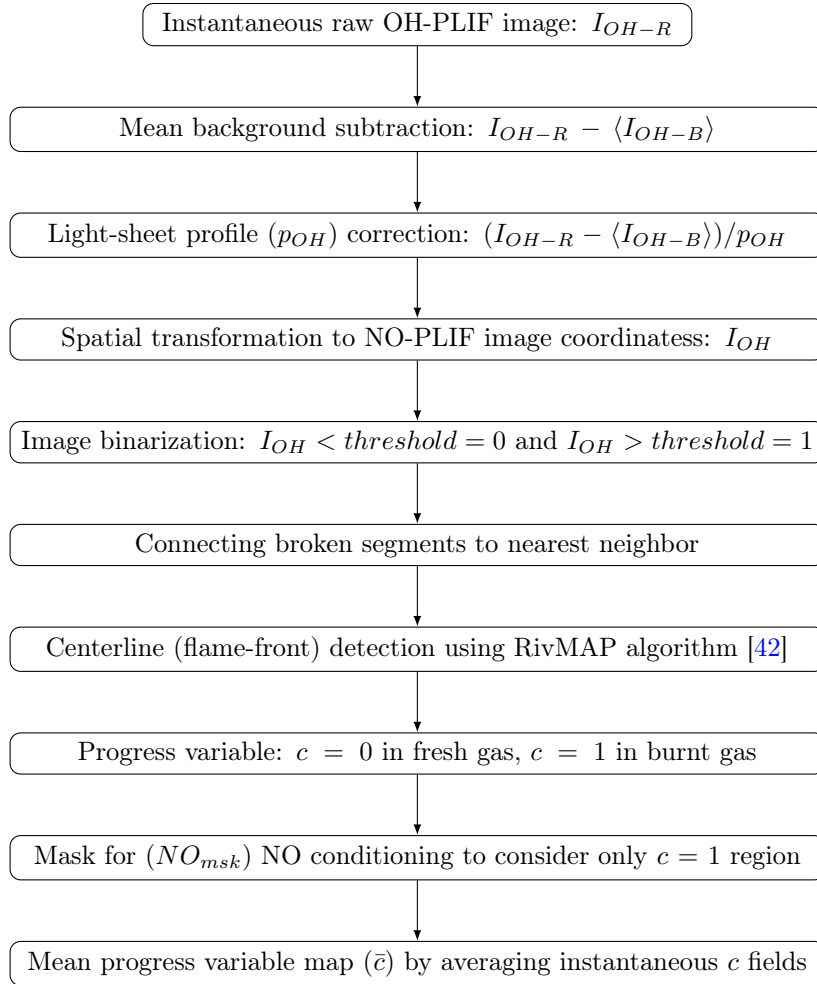 Instantaneous raw OH-PLIF image: I_{OH-R}
Mean background subtraction: I_{OH-R} − ⟨I_{OH-B}⟩
Light-sheet profile (p_{OH}) correction: (I_{OH-R} − ⟨I_{OH-B}⟩)/p_{OH}
Spatial transformation to NO-PLIF image coordinatess: I_{OH}
Image binarization: I_{OH} < threshold = 0 and I_{OH} > threshold = 1
Connecting broken segments to nearest neighbor
Centerline (flame-front) detection using RivMAP algorithm [42]
Progress variable: c = 0 in fresh gas, c = 1 in burnt gas
Mask for (NO_{msk}) NO conditioning to consider only c = 1 region
Mean progress variable map (c̄) by averaging instantaneous c fields